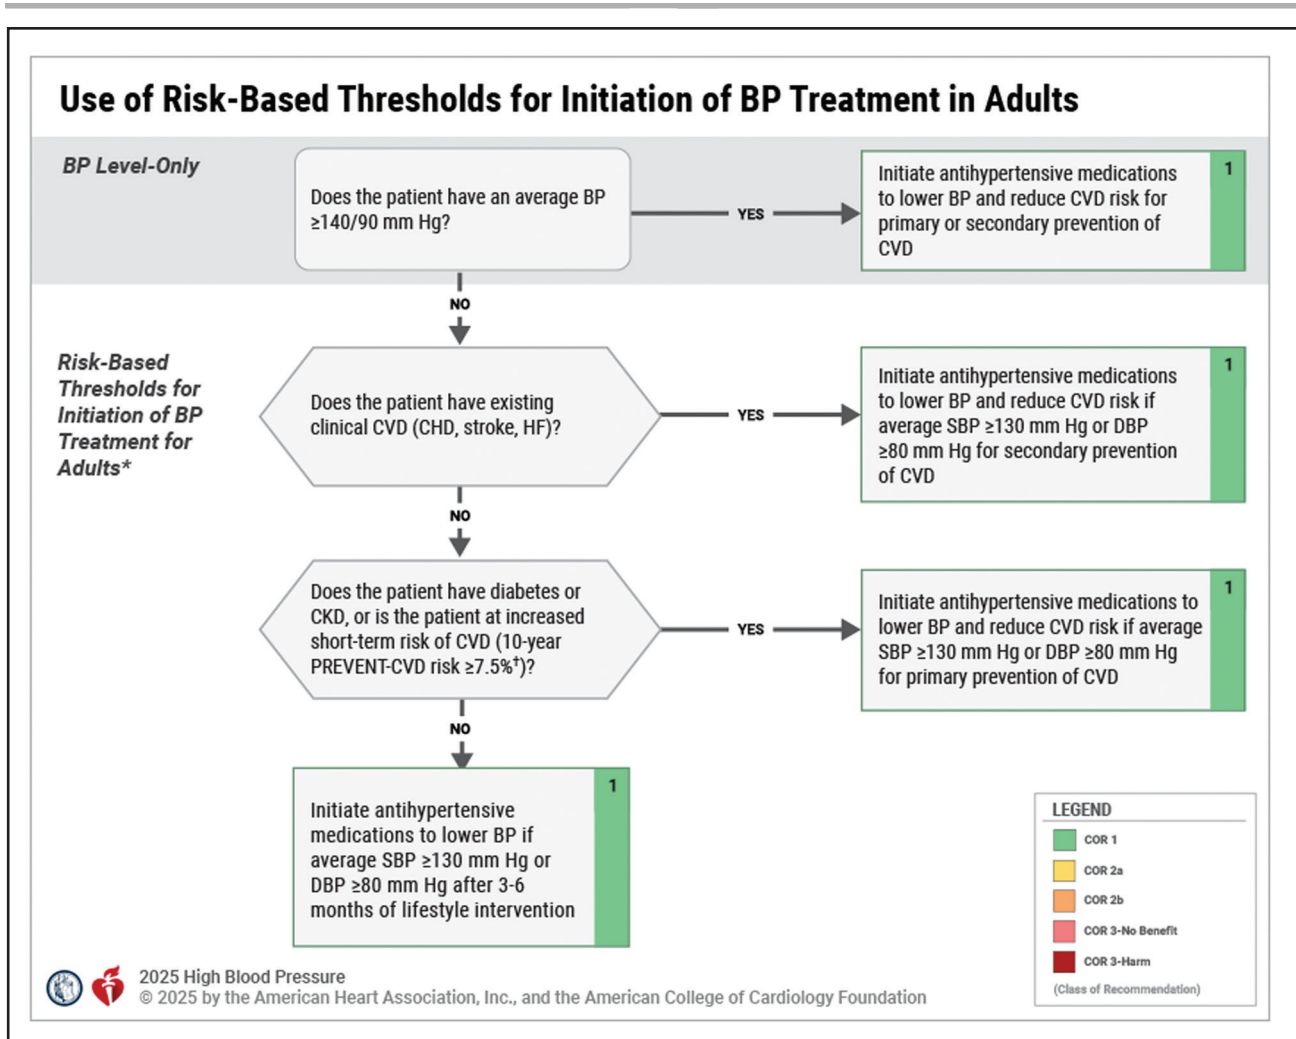 Use of Risk-Based Thresholds for Initiation of BP Treatment in Adults
BP Level-Only
Does the patient have an average BP
≥140/90 mm Hg?
YES
Initiate antihypertensive medications
to lower BP and reduce CVD risk for
primary or secondary prevention of
CVD
1
NO
Risk-Based
Thresholds for
Initiation of BP
Treatment for
Adults*
Does the patient have existing
clinical CVD (CHD, stroke, HF)?
YES
Initiate antihypertensive medications
to lower BP and reduce CVD risk if
average SBP ≥130 mm Hg or DBP
≥80 mm Hg for secondary prevention
of CVD
1
NO
Does the patient have diabetes or
CKD, or is the patient at increased
short-term risk of CVD (10-year
PREVENT-CVD risk ≥7.5%†)?
YES
Initiate antihypertensive medications to
lower BP and reduce CVD risk if average
SBP ≥130 mm Hg or DBP ≥80 mm Hg
for primary prevention of CVD
1
NO
Initiate antihypertensive
medications to lower BP if
average SBP ≥130 mm Hg or
DBP ≥80 mm Hg after 3-6
months of lifestyle intervention
1
LEGEND
COR 1
COR 2a
COR 2b
COR 3-No Benefit
COR 3-Harm
(Class of Recommendation)
2025 High Blood Pressure
© 2025 by the American Heart Association, Inc., and the American College of Cardiology Foundation